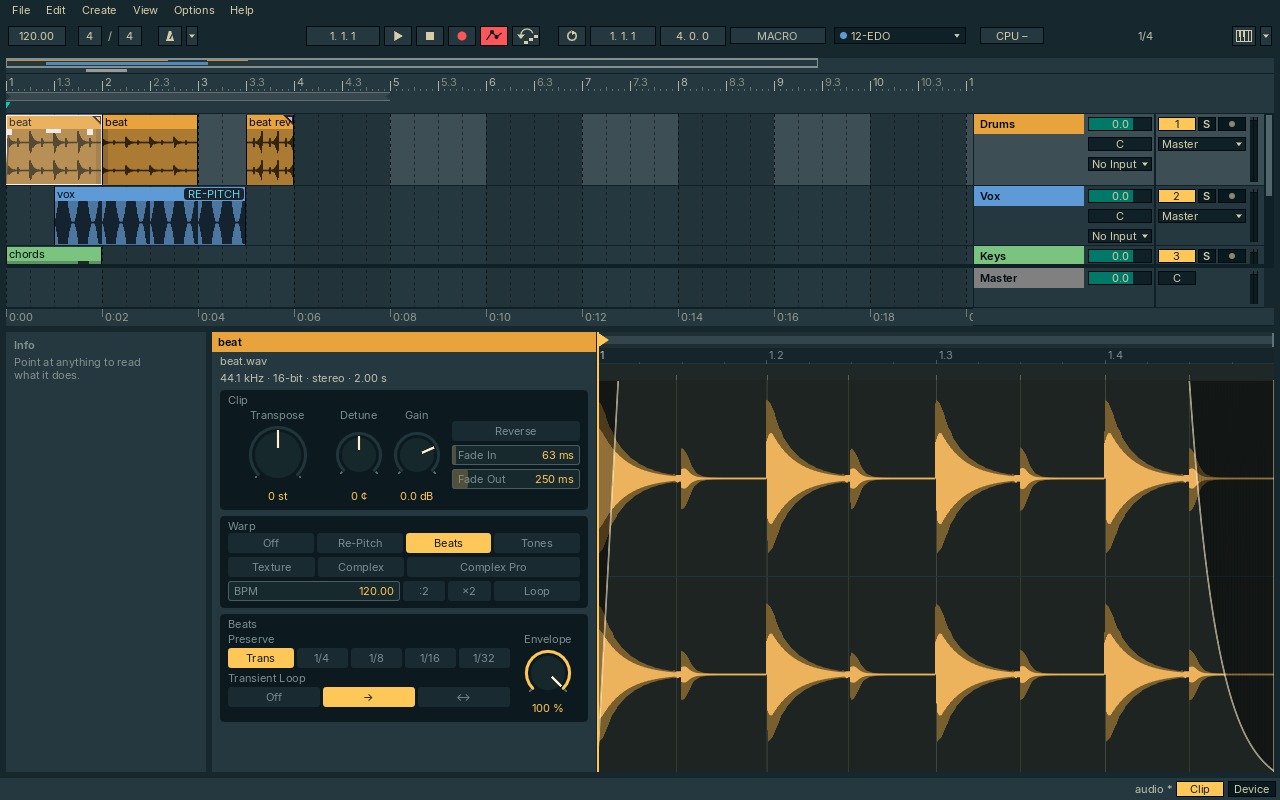 File Edit Create View Options Help
120.00 4 / 4 1. 1. 1 1. 1. 1 4. 0. 0 MACRO 12-EDO CPU – 1/4
1 1.3 2 2.3 3 3.3 4 4.3 5 5.3 6 6.3 7 7.3 8 8.3 9 9.3 10 10.3 1
beat beat beat rev Drums 0.0 1 S
C Master
No Input
vox RE-PITCH Vox 0.0 2 S
C Master
No Input
chords Keys 0.0 3 S
Master 0.0 C
0:00 0:02 0:04 0:06 0:08 0:10 0:12 0:14 0:16 0:18
Info
Point at anything to read
what it does.
beat
beat.wav
44.1 kHz · 16-bit · stereo · 2.00 s
Clip
Transpose Detune Gain
Reverse
Fade In 63 ms
Fade Out 250 ms
0 st 0 ¢ 0.0 dB
Warp
Off Re-Pitch Beats Tones
Texture Complex Complex Pro
BPM 120.00 :2 ×2 Loop
Beats
Preserve Envelope
Trans 1/4 1/8 1/16 1/32
Transient Loop
Off → ↔
100 %
1 1.2 1.3 1.4
audio * Clip Device